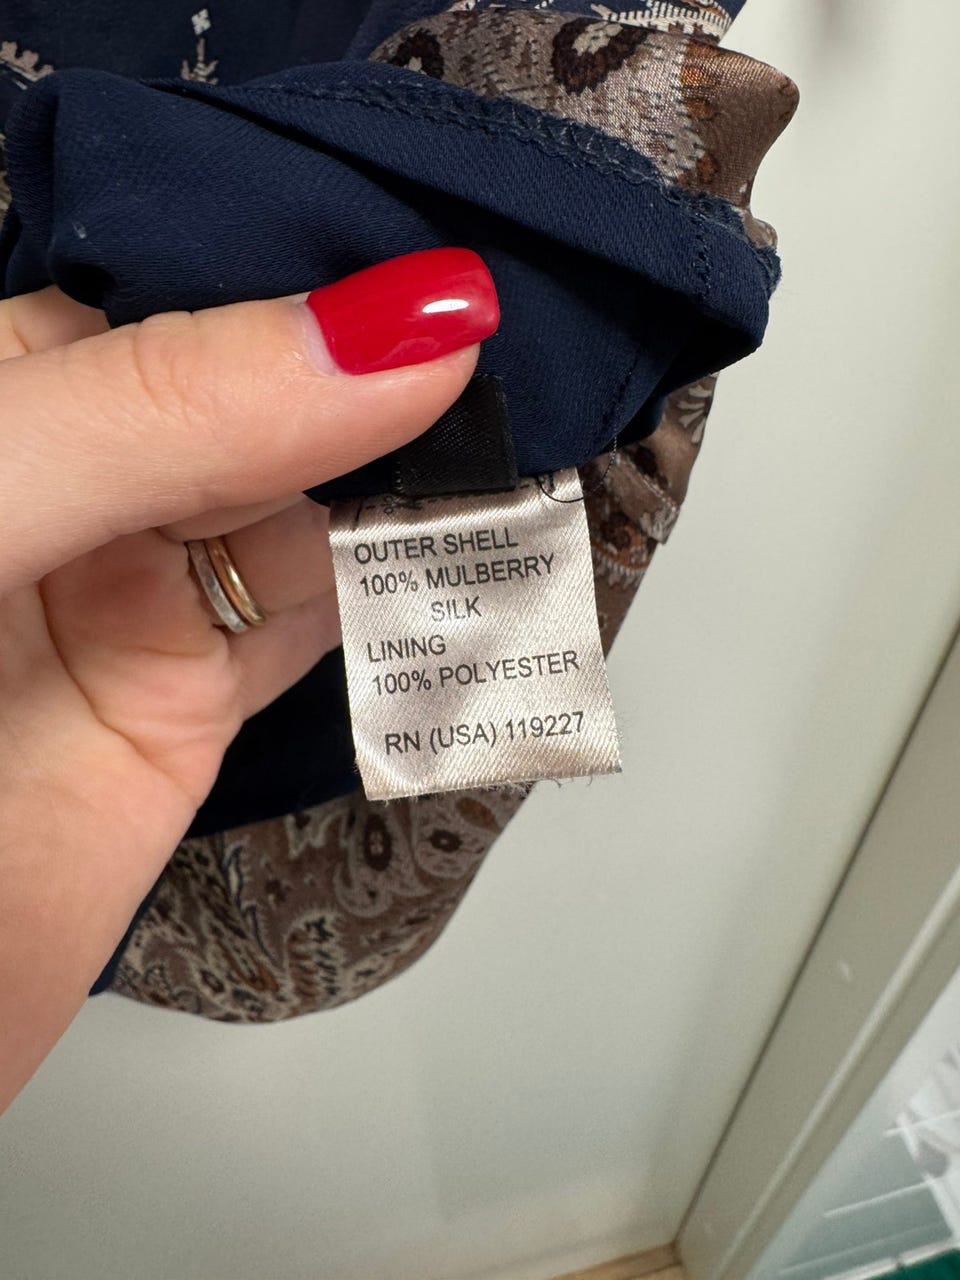 OUTER SHELL
100% MULBERRY
SILK
LINING
100% POLYESTER
RN (USA) 119227